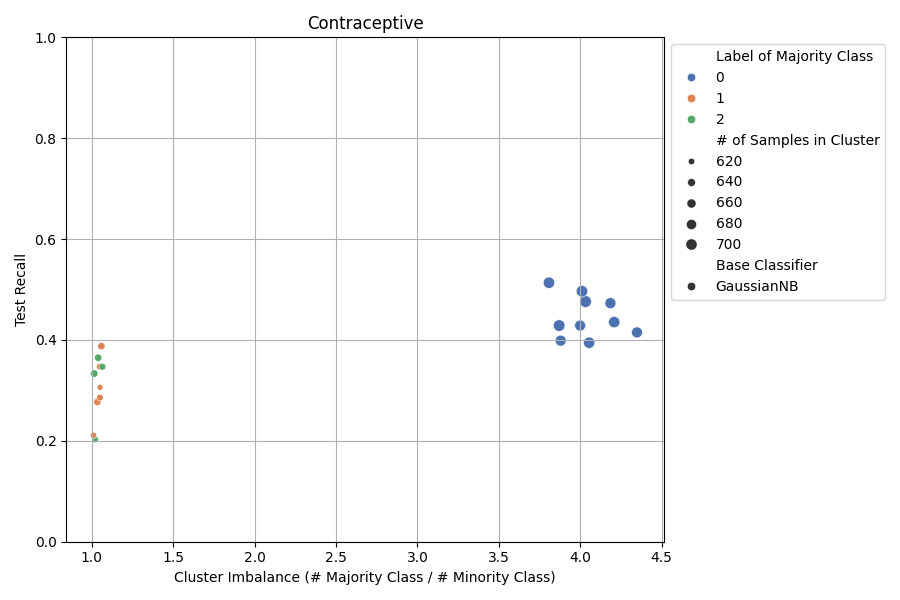 Contraceptive
1.0
0.8
0.6
0.4
0.2
0.0
Test Recall
1.0 1.5 2.0 2.5 3.0 3.5 4.0 4.5
Cluster Imbalance (# Majority Class / # Minority Class)
Label of Majority Class
0
1
2
# of Samples in Cluster
620
640
660
680
700
Base Classifier
GaussianNB